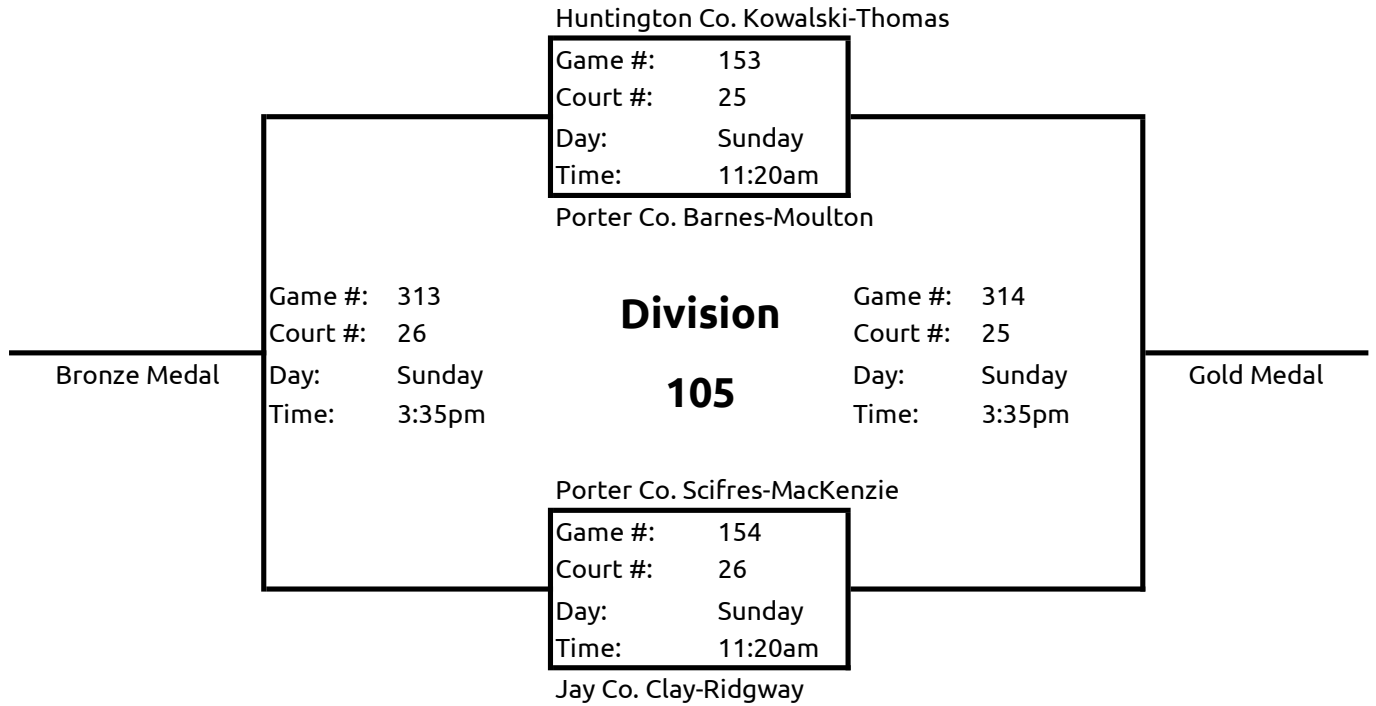 Huntington Co. Kowalski-Thomas
Game #: 153
Court #: 25
Day: Sunday
Time: 11:20am
Porter Co. Barnes-Moulton
Game #: 313
Court #: 26
Day: Sunday
Time: 3:35pm
Bronze Medal
Division
105
Game #: 314
Court #: 25
Day: Sunday
Time: 3:35pm
Gold Medal
Porter Co. Scifres-MacKenzie
Game #: 154
Court #: 26
Day: Sunday
Time: 11:20am
Jay Co. Clay-Ridgway